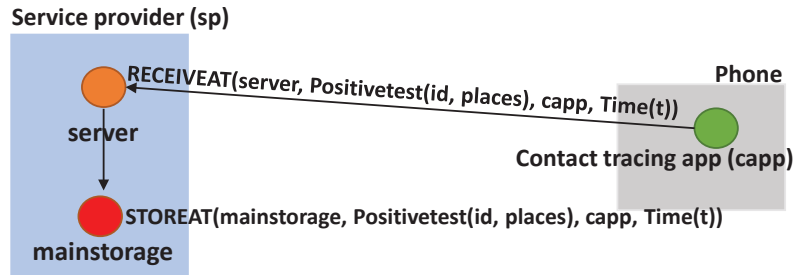 Service provider (sp)
RECEIVEAT(server, Positivetest(id, places), capp, Time(t))
Phone
server
Contact tracing app (capp)
STOREAT(mainstorage, Positivetest(id, places), capp, Time(t))
mainstorage